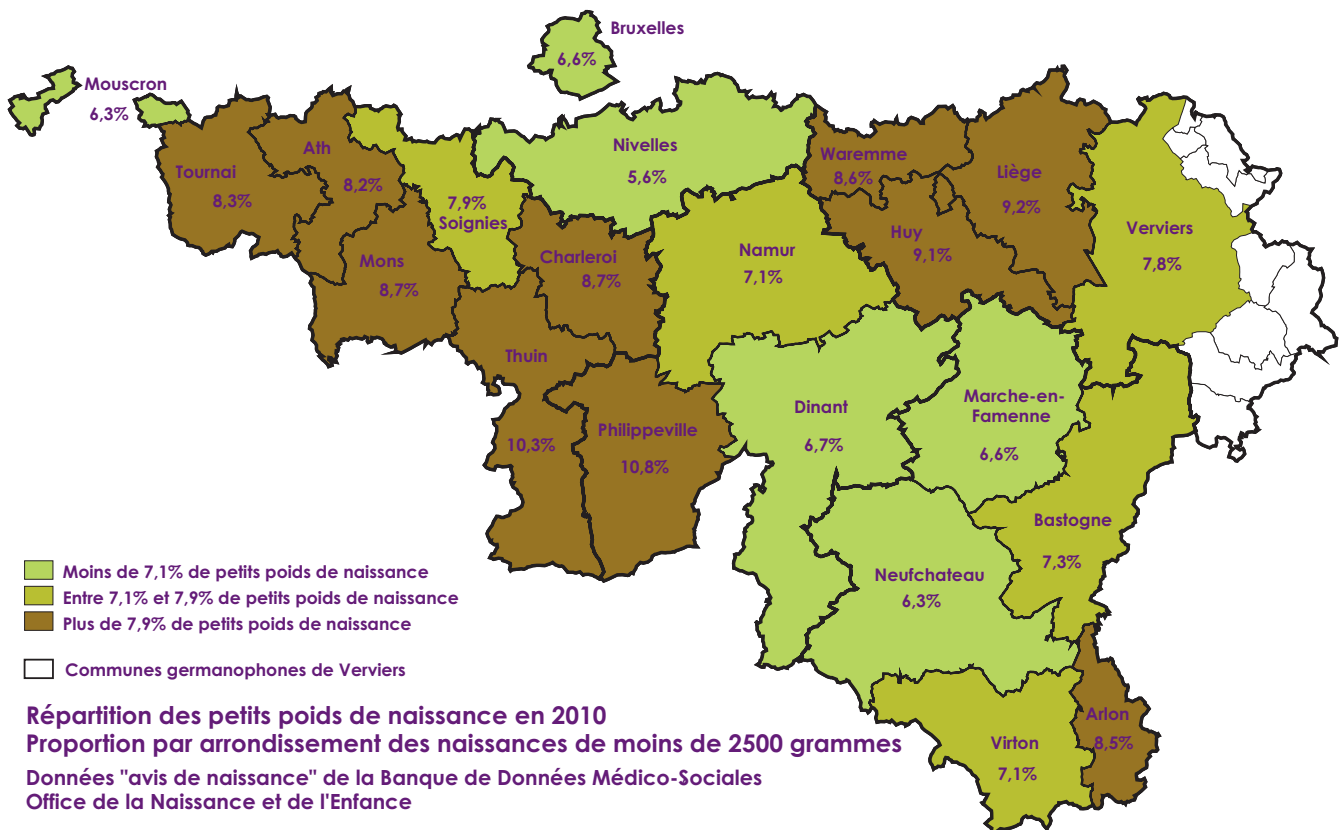 Bruxelles
6,6%
Mouscron
6,3%
Tournai
8,3%
Ath
8,2%
7,9%
Soignies
Nivelles
5,6%
Waremme
8,6%
Liège
9,2%
Verviers
7,8%
Mons
8,7%
Charleroi
8,7%
Namur
7,1%
Huy
9,1%
Thuin
10,3%
Philippeville
10,8%
Dinant
6,7%
Marche-en-
Famenne
6,6%
Bastogne
7,3%
Neufchateau
6,3%
Virton
7,1%
Arlon
8,5%
Moins de 7,1% de petits poids de naissance
Entre 7,1% et 7,9% de petits poids de naissance
Plus de 7,9% de petits poids de naissance
Communes germanophones de Verviers
Répartition des petits poids de naissance en 2010
Proportion par arrondissement des naissances de moins de 2500 grammes
Données "avis de naissance" de la Banque de Données Médico-Sociales
Office de la Naissance et de l'Enfance